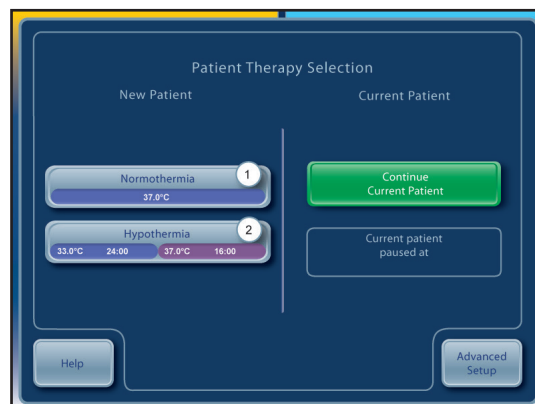 Patient Therapy Selection
New Patient
Current Patient
Normothermia
1
37.0°C
Hypothermia
2
33.0°C 24:00 37.0°C 16:00
Continue
Current Patient
Current patient
paused at
Help
Advanced
Setup